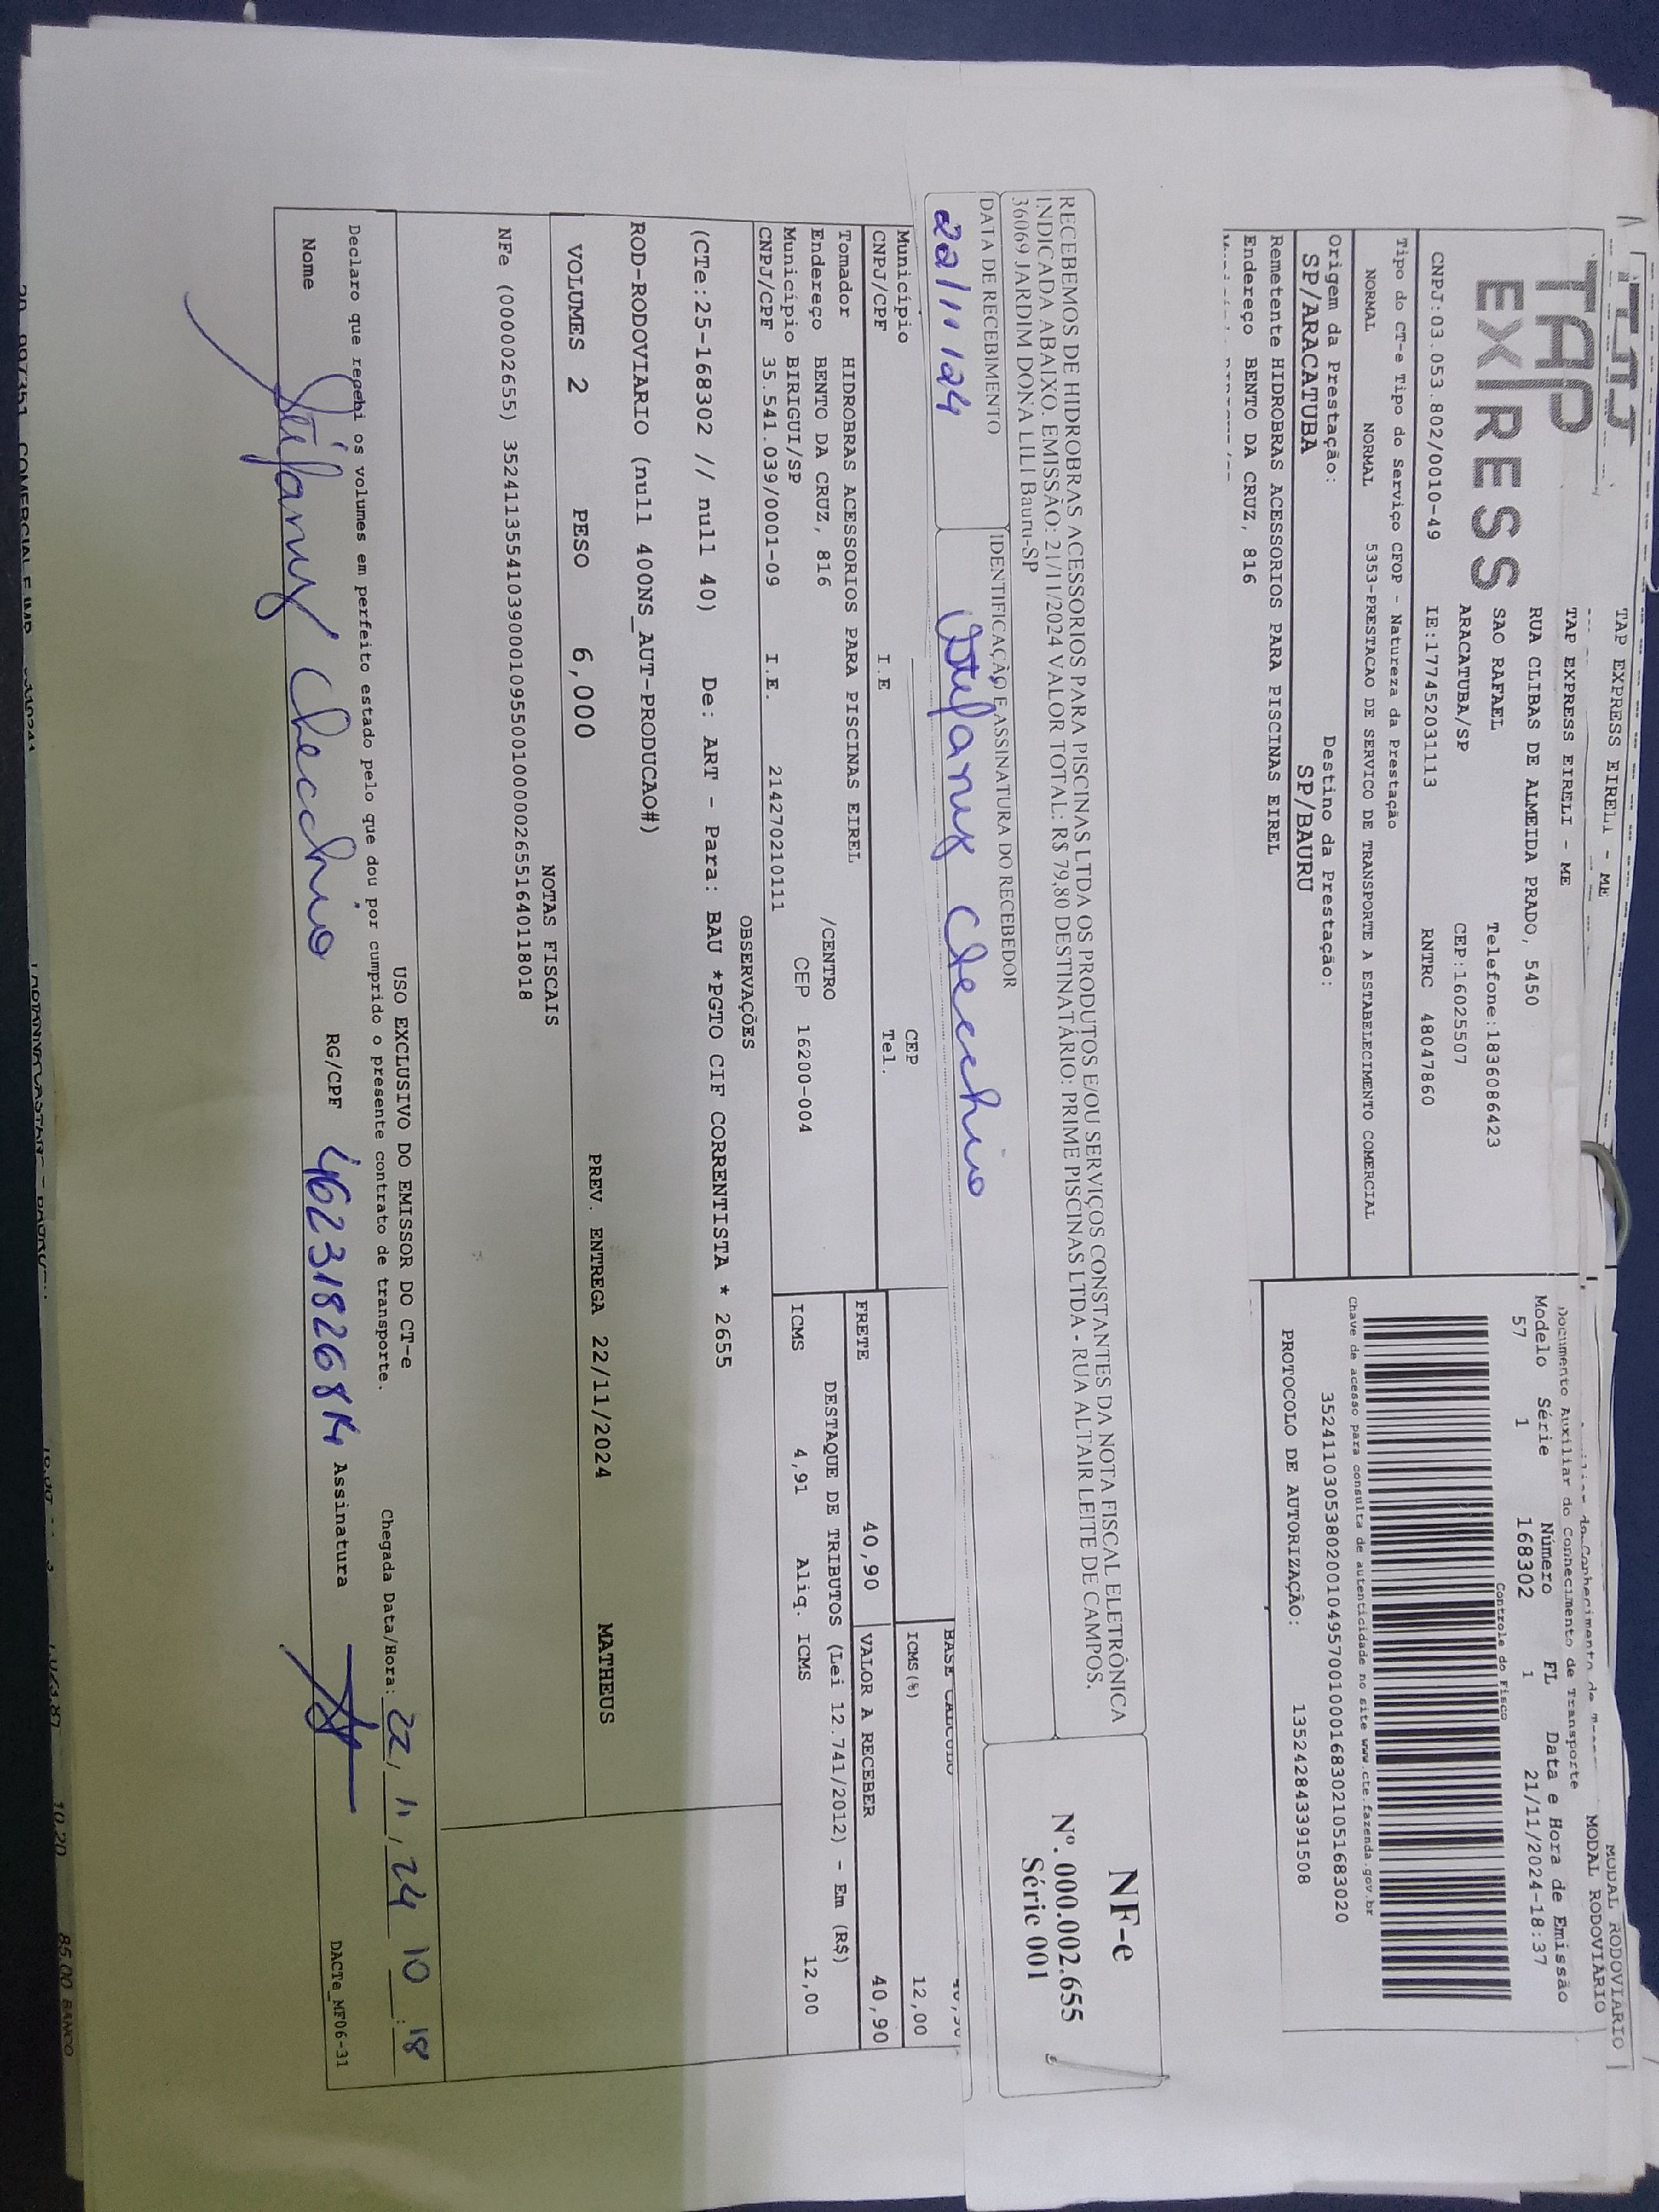 TAP EXPRESS EIRELI - ME
MODAL RODOVIARIO
TAP EXPRESS EIRELI - ME
MODAL RODOVIÁRIO
TAP
EXPRESS
RUA CLIBAS DE ALMEIDA PRADO, 5450
SAO RAFAEL
Telefone:1836086423
ARACATUBA/SP
CEP:16025507
CNPJ:03.053.802/0010-49
IE:177452031113
RNTRC 48047860
Documento Auxiliar do Conhecimento de Transporte
Modelo Série Número FL Data e Hora de Emissão
57 1 168302 1 21/11/2024-18:37
Controle do Fisco
Chave de acesso para consulta de autenticidade no site www.cte.fazenda.gov.br
35241103053802001049570010001683021051683020
PROTOCOLO DE AUTORIZAÇÃO: 135242843391508
Tipo do CT-e Tipo do Serviço CFOP - Natureza da Prestação
NORMAL NORMAL 5353-PRESTACAO DE SERVICO DE TRANSPORTE A ESTABELECIMENTO COMERCIAL
Origem da Prestação: Destino da Prestação:
SP/ARACATUBA SP/BAURU
Remetente HIDROBRAS ACESSORIOS PARA PISCINAS EIREL
Endereço BENTO DA CRUZ, 816
RECEBEMOS DE HIDROBRAS ACESSORIOS PARA PISCINAS LTDA OS PRODUTOS E/OU SERVIÇOS CONSTANTES DA NOTA FISCAL ELETRÔNICA
INDICADA ABAIXO. EMISSÃO: 21/11/2024 VALOR TOTAL: R$ 79,80 DESTINATÁRIO: PRIME PISCINAS LTDA - RUA ALTAIR LEITE DE CAMPOS,
36069 JARDIM DONA LILI Bauru-SP
DATA DE RECEBIMENTO
IDENTIFICAÇÃO E ASSINATURA DO RECEBEDOR
22/11/24
Stefany Checchio
NF-e
Nº. 000.002.655
Série 001
Município CEP
CNPJ/CPF I.E Tel.
BASE CALCULO
ICMS(%) 12,00
Tomador HIDROBRAS ACESSORIOS PARA PISCINAS EIREL
Endereço BENTO DA CRUZ, 816 /CENTRO
Município BIRIGUI/SP CEP 16200-004
CNPJ/CPF 35.541.039/0001-09 I.E. 214270210111
FRETE 40,90 VALOR A RECEBER 40,90
DESTAQUE DE TRIBUTOS (Lei 12.741/2012) - Em (R$)
ICMS 4,91 Aliq. ICMS 12,00
OBSERVAÇÕES
(CTe:25-168302 // null 40) De: ART - Para: BAU *PGTO CIF CORRENTISTA * 2655
ROD-RODOVIARIO (null 400NS_AUT-PRODUCAO#)
VOLUMES 2 PESO 6,000 PREV. ENTREGA 22/11/2024 MATHEUS
NOTAS FISCAIS
NFe (000002655) 35241135541039000109550010000026551640118018
USO EXCLUSIVO DO EMISSOR DO CT-e
Declaro que recebi os volumes em perfeito estado pelo que dou por cumprido o presente contrato de transporte.
Chegada Data/Hora: 22/11/24 10:18
Nome Stéfany Checchio RG/CPF Assinatura
DACTe_MF06-31
10,20
85,00 BANCO